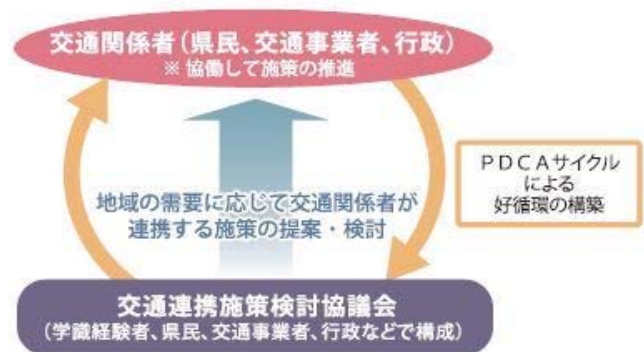 交通関係者（県民、交通事業者、行政）
※ 協働して施策の推進
地域の需要に応じて交通関係者が
連携する施策の提案・検討
ＰＤＣＡサイクル
による
好循環の構築
交通連携施策検討協議会
（学識経験者、県民、交通事業者、行政などで構成）